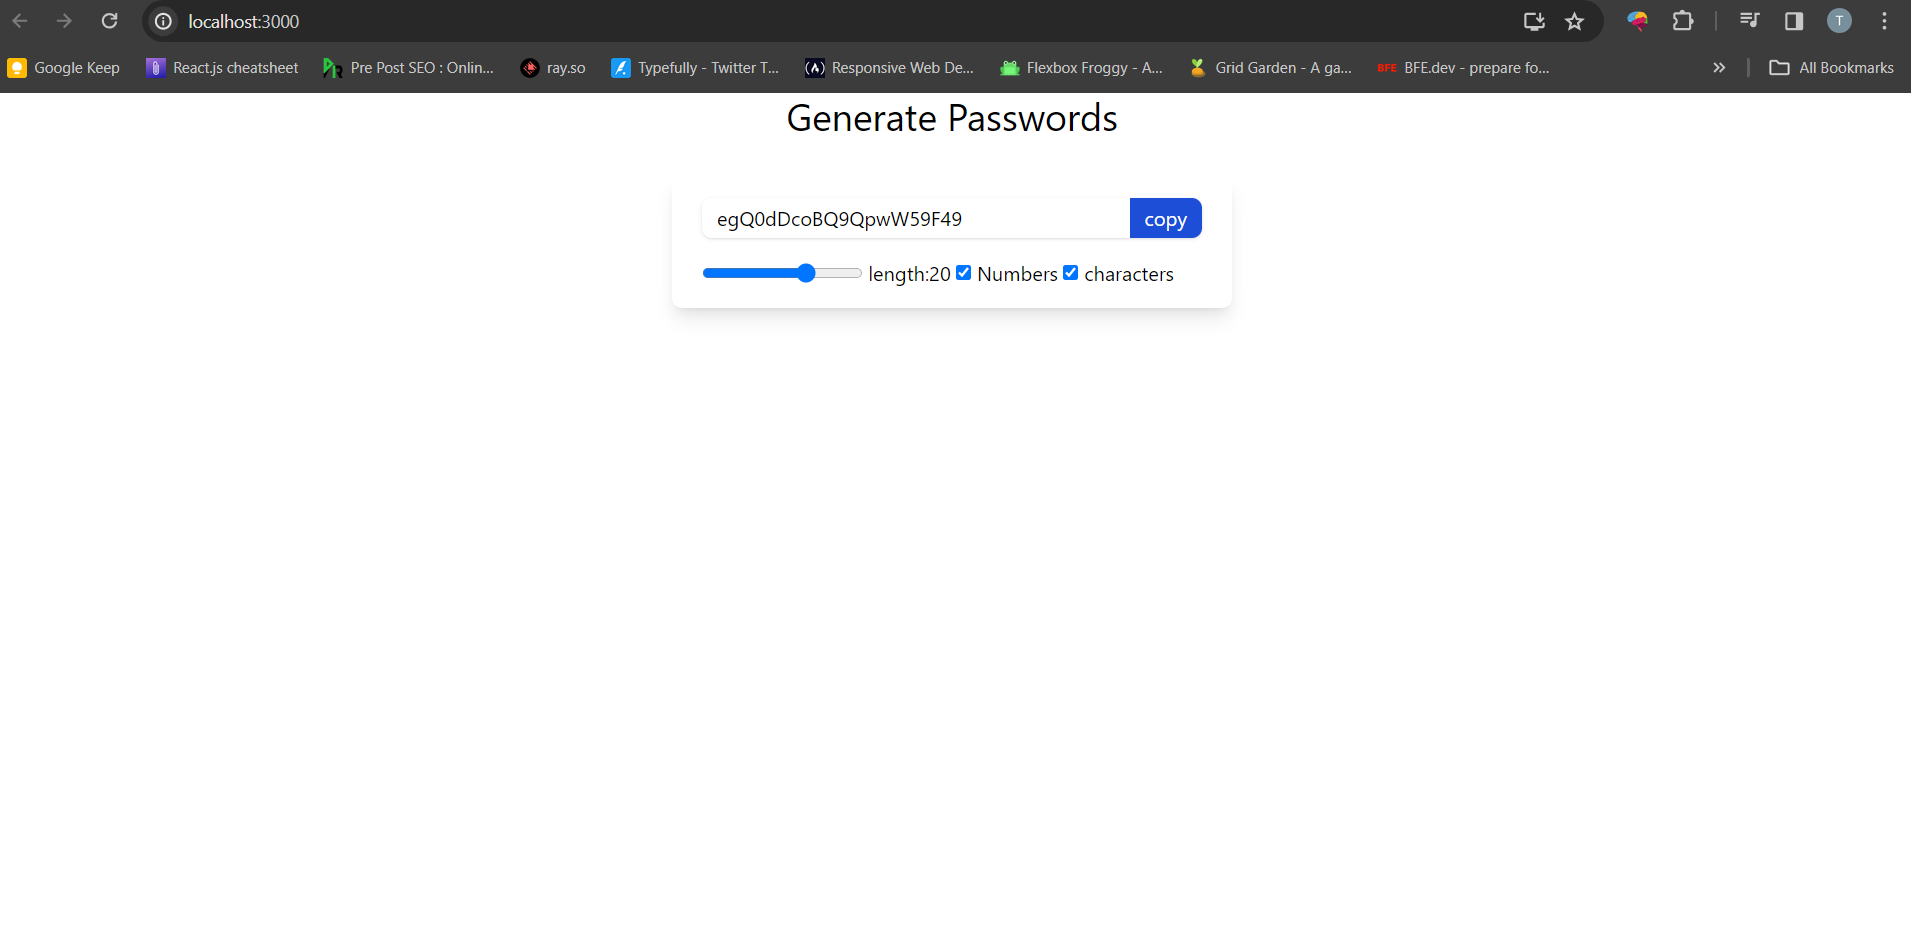 localhost:3000
Google Keep React.js cheatsheet Pre Post SEO : Onlin... ray.so Typefully - Twitter T... (A) Responsive Web De... Flexbox Froggy - A... Grid Garden - A ga... BFE BFE.dev - prepare fo... » All Bookmarks
T
Generate Passwords
egQ0dDcoBQ9QpwW59F49 copy
length:20 Numbers characters